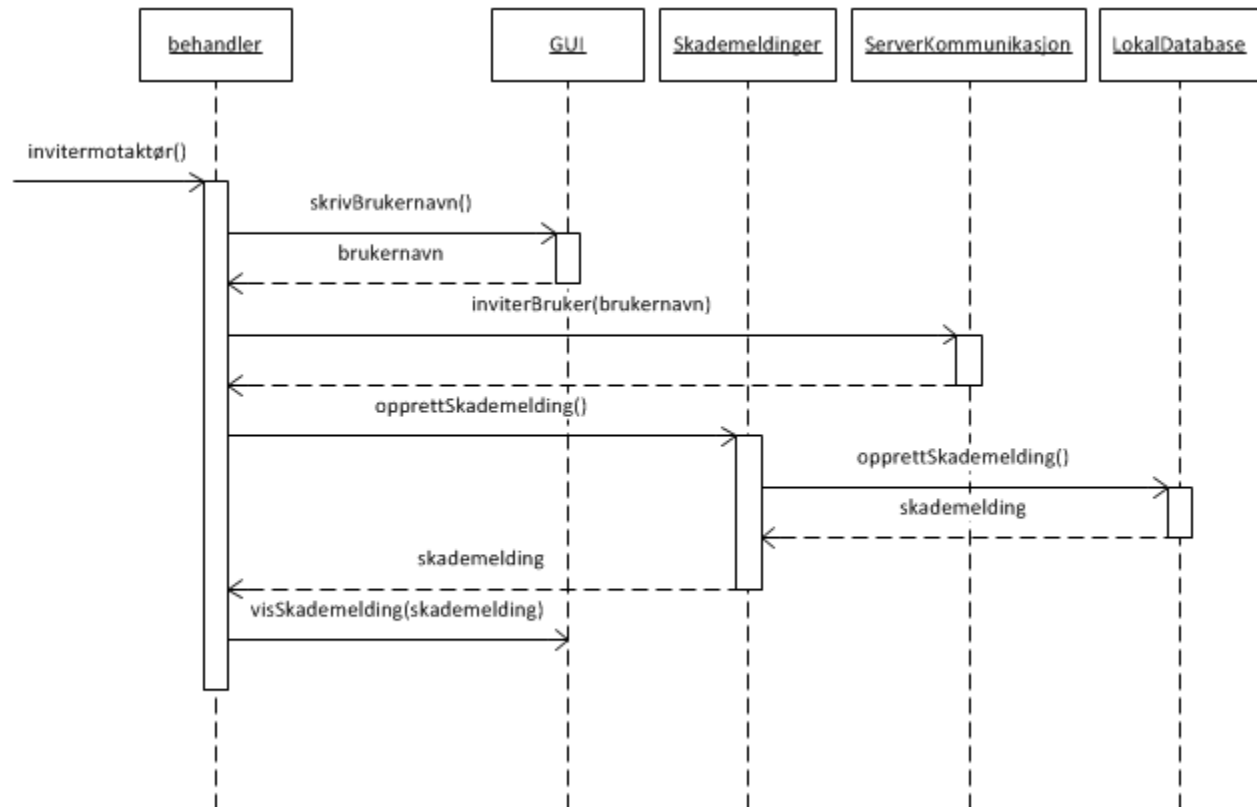 behandler
GUI
Skademeldinger
ServerKommunikasjon
LokalDatabase
invitermotaktør()
skrivBrukernavn()
brukernavn
inviterBruker(brukernavn)
opprettSkademelding()
opprettSkademelding()
skademelding
skademelding
visSkademelding(skademelding)